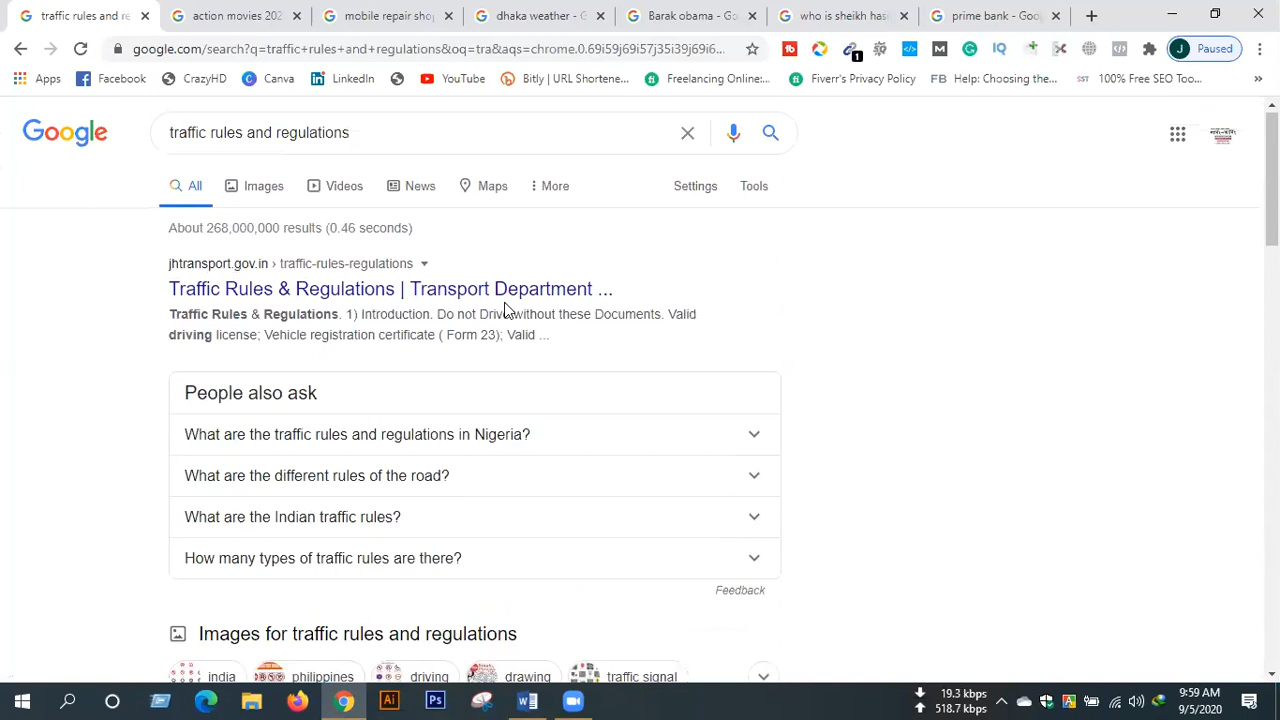 traffic rules and re
action movies 202
mobile repair shop
dhaka weather - G
Barak obama - Go
who is sheikh hasi
prime bank - Goog
google.com/search?q=traffic+rules+and+regulations&oq=tra&aqs=chrome.0.69i59j69i57j35i39j69i6...
1
J Paused
Apps
Facebook
CrazyHD
Canva
LinkedIn
YouTube
Bitly | URL Shortene...
Freelancing Online:...
Fiverr's Privacy Policy
FB Help: Choosing the...
SST 100% Free SEO Too...
»
Google
traffic rules and regulations
All
Images
Videos
News
Maps
More
Settings
Tools
About 268,000,000 results (0.46 seconds)
jhtransport.gov.in › traffic-rules-regulations
Traffic Rules & Regulations | Transport Department ...
Traffic Rules & Regulations. 1) Introduction. Do not Drive without these Documents. Valid
driving license; Vehicle registration certificate ( Form 23); Valid ...
People also ask
What are the traffic rules and regulations in Nigeria?
What are the different rules of the road?
What are the Indian traffic rules?
How many types of traffic rules are there?
Feedback
Images for traffic rules and regulations
india
philippines
driving
drawing
traffic signal
Ai
Ps
19.3 kbps
518.7 kbps
9:59 AM
9/5/2020